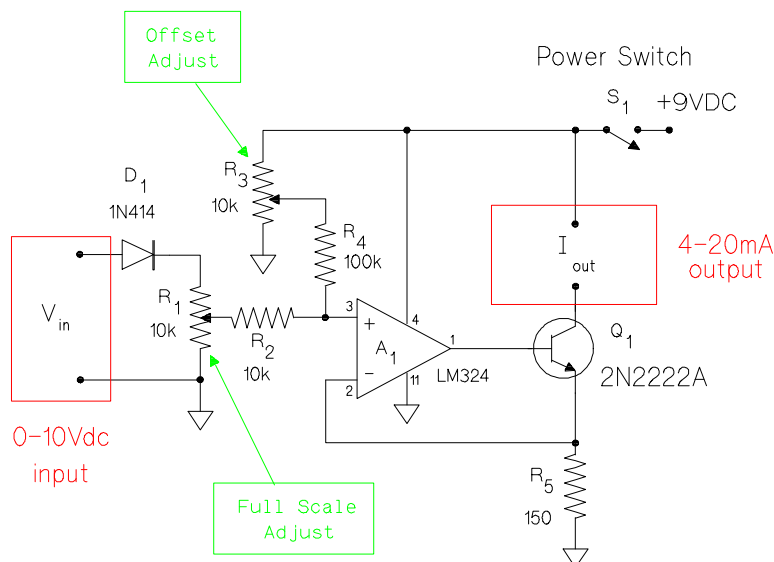 Offset
Adjust
Power Switch
S1
+9VDC
R3
10k
D1
1N414
R4
100k
Iout
4-20mA
output
Vin
R1
10k
R2
10k
3
+
4
A1
1
LM324
2
−
11
Q1
2N2222A
0-10Vdc
input
Full Scale
Adjust
R5
150